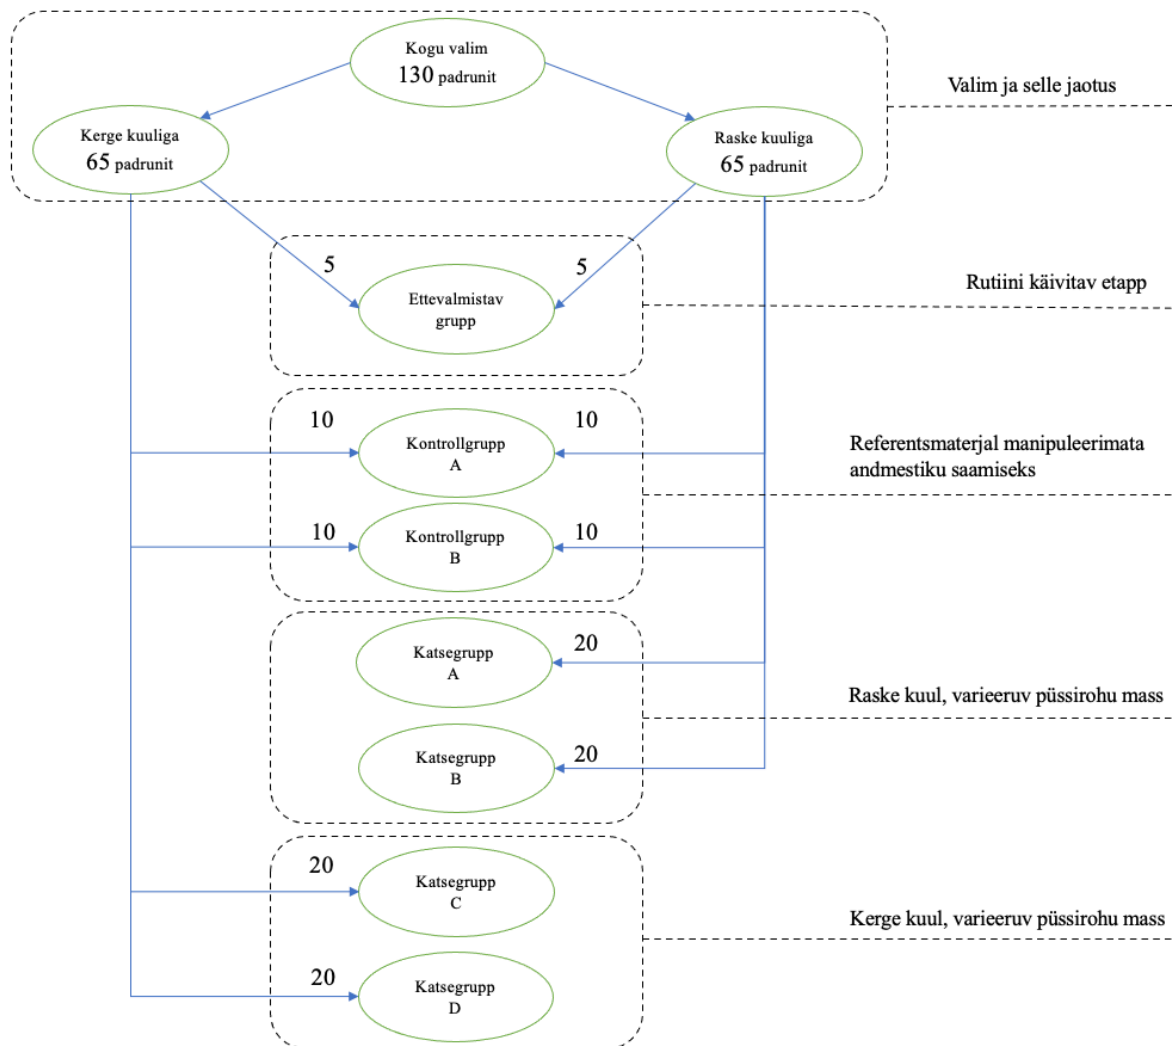 Kogu valim
130 padrunit
Valim ja selle jaotus
Kerge kuuliga
65 padrunit
Raske kuuliga
65 padrunit
5
5
Ettevalmistav
grupp
Rutiini käivitav etapp
10
10
Kontrollgrupp
A
Referentsmaterjal manipuleerimata
andmestiku saamiseks
10
10
Kontrollgrupp
B
Katsegrupp
A
20
Raske kuul, varieeruv püssirohu mass
Katsegrupp
B
20
20
Katsegrupp
C
Kerge kuul, varieeruv püssirohu mass
20
Katsegrupp
D